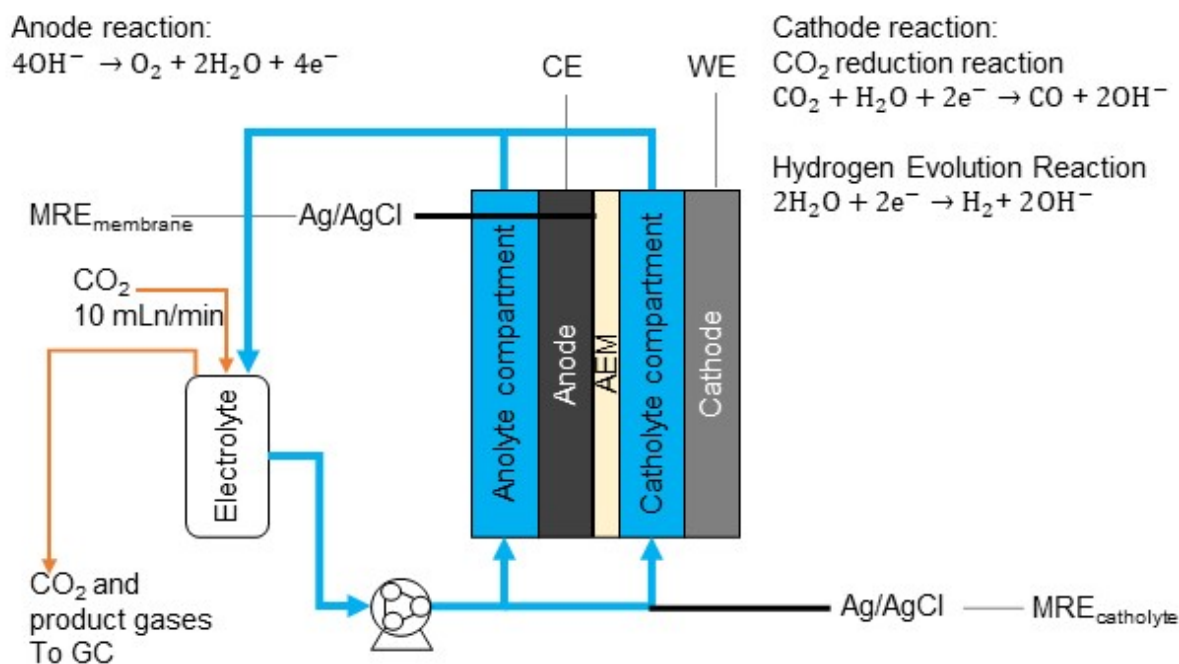 Anode reaction:
4OH⁻ → O₂ + 2H₂O + 4e⁻
Cathode reaction:
CO₂ reduction reaction
CO₂ + H₂O + 2e⁻ → CO + 2OH⁻
Hydrogen Evolution Reaction
2H₂O + 2e⁻ → H₂ + 2OH⁻
CE
WE
MREmembrane
Ag/AgCl
CO₂
10 mLn/min
Electrolyte
Anolyte compartment
Anode
AEM
Catholyte compartment
Cathode
CO₂ and
product gases
To GC
Ag/AgCl
MREcatholyte